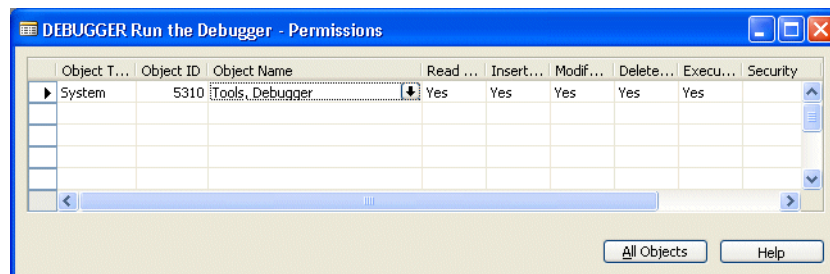 DEBUGGER Run the Debugger - Permissions
Object T... Object ID Object Name Read ... Insert... Modif... Delete... Execu... Security
System 5310 Tools, Debugger Yes Yes Yes Yes Yes
All Objects Help